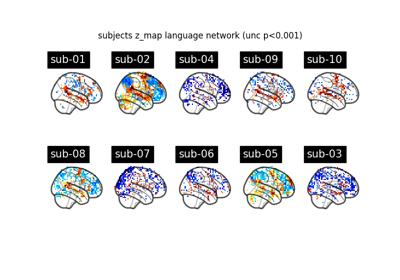 subjects z_map language network (unc p<0.001)
sub-01 sub-02 sub-04 sub-09 sub-10
sub-08 sub-07 sub-06 sub-05 sub-03